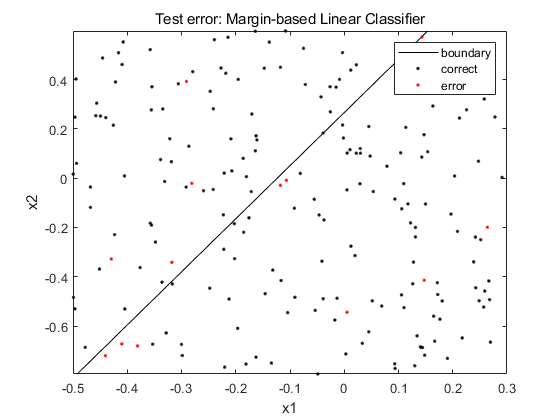 Test error: Margin-based Linear Classifier
boundary
correct
error
0.4
0.2
0
-0.2
-0.4
-0.6
x2
-0.5 -0.4 -0.3 -0.2 -0.1 0 0.1 0.2 0.3
x1